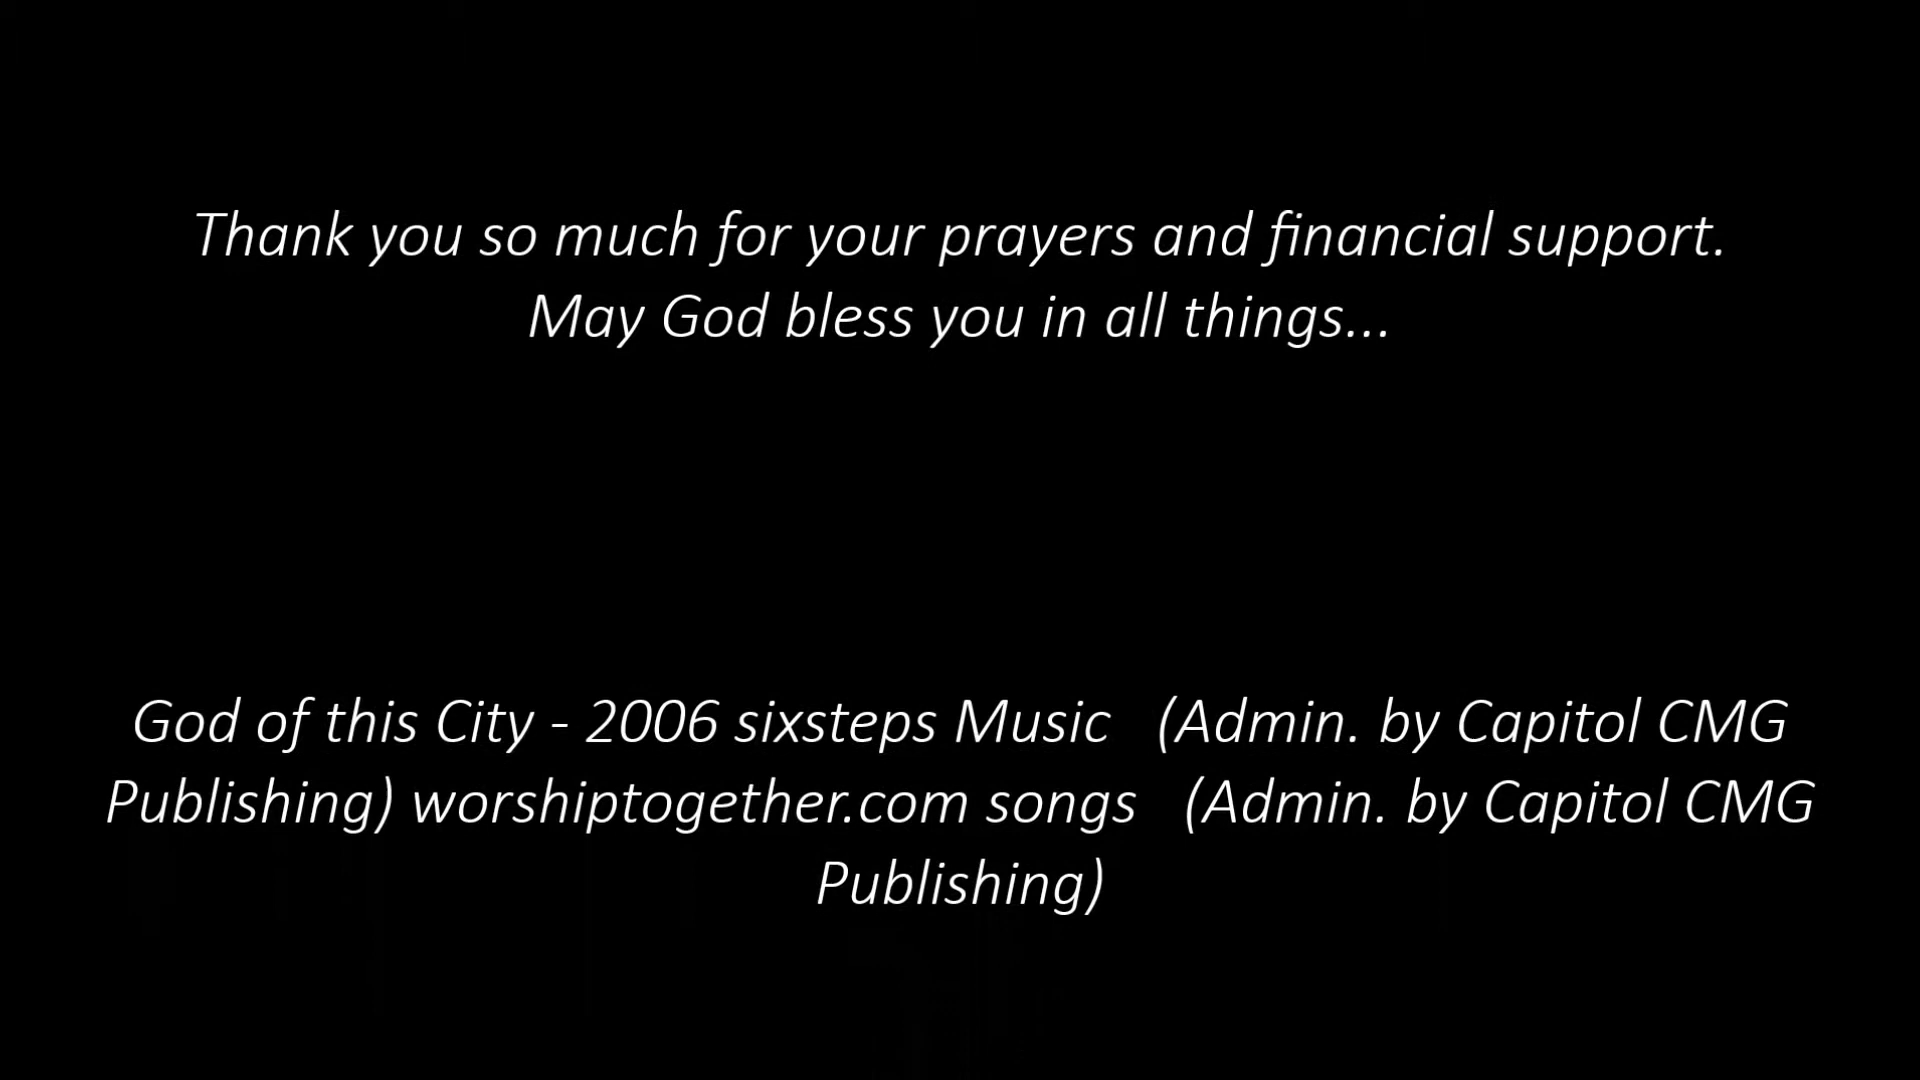 Thank you so much for your prayers and financial support.
May God bless you in all things...
God of this City - 2006 sixsteps Music   (Admin. by Capitol CMG
Publishing) worshiptogether.com songs   (Admin. by Capitol CMG
Publishing)